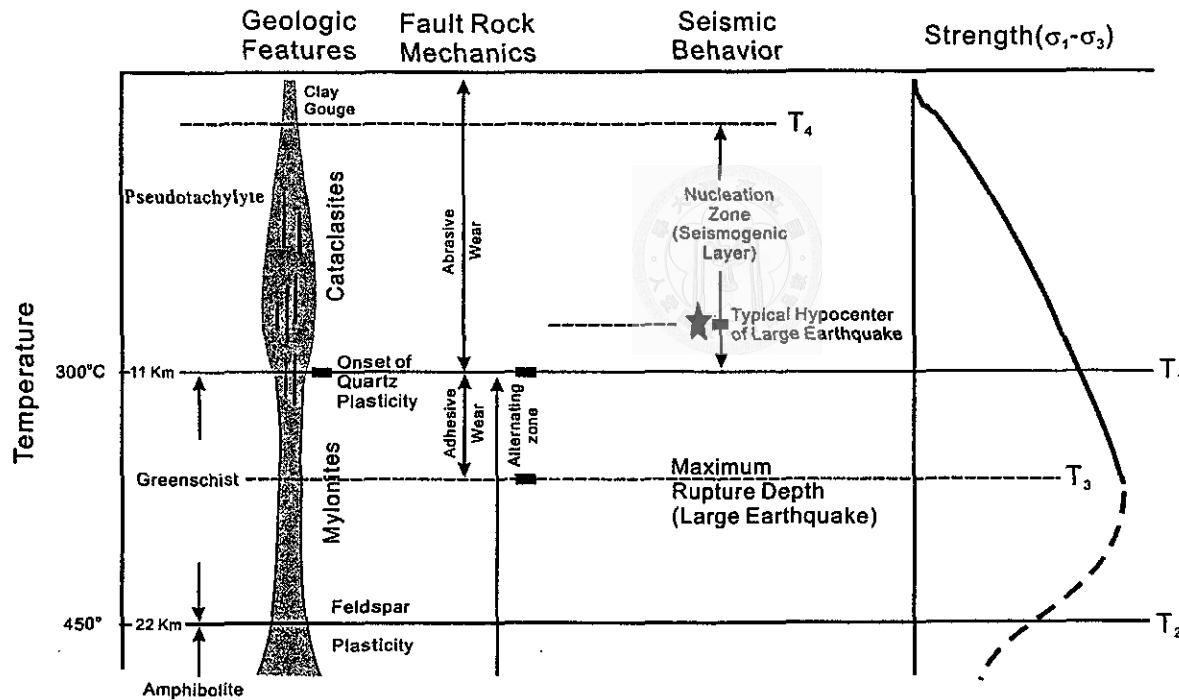 Geologic
Features
Fault Rock
Mechanics
Seismic
Behavior
Strength(σ₁-σ₃)
Clay
Gouge
T₄
Pseudotachylyte
Cataclasites
Abrasive
Wear
Nucleation
Zone
(Seismogenic
Layer)
Typical Hypocenter
of Large Earthquake
Temperature
300°C
11 Km
Onset of
Quartz
Plasticity
T
Adhesive
Wear
Alternating
zone
Greenschist
Mylonites
Maximum
Rupture Depth
(Large Earthquake)
T₃
Feldspar
450°
22 Km
T₂
Plasticity
Amphibolite